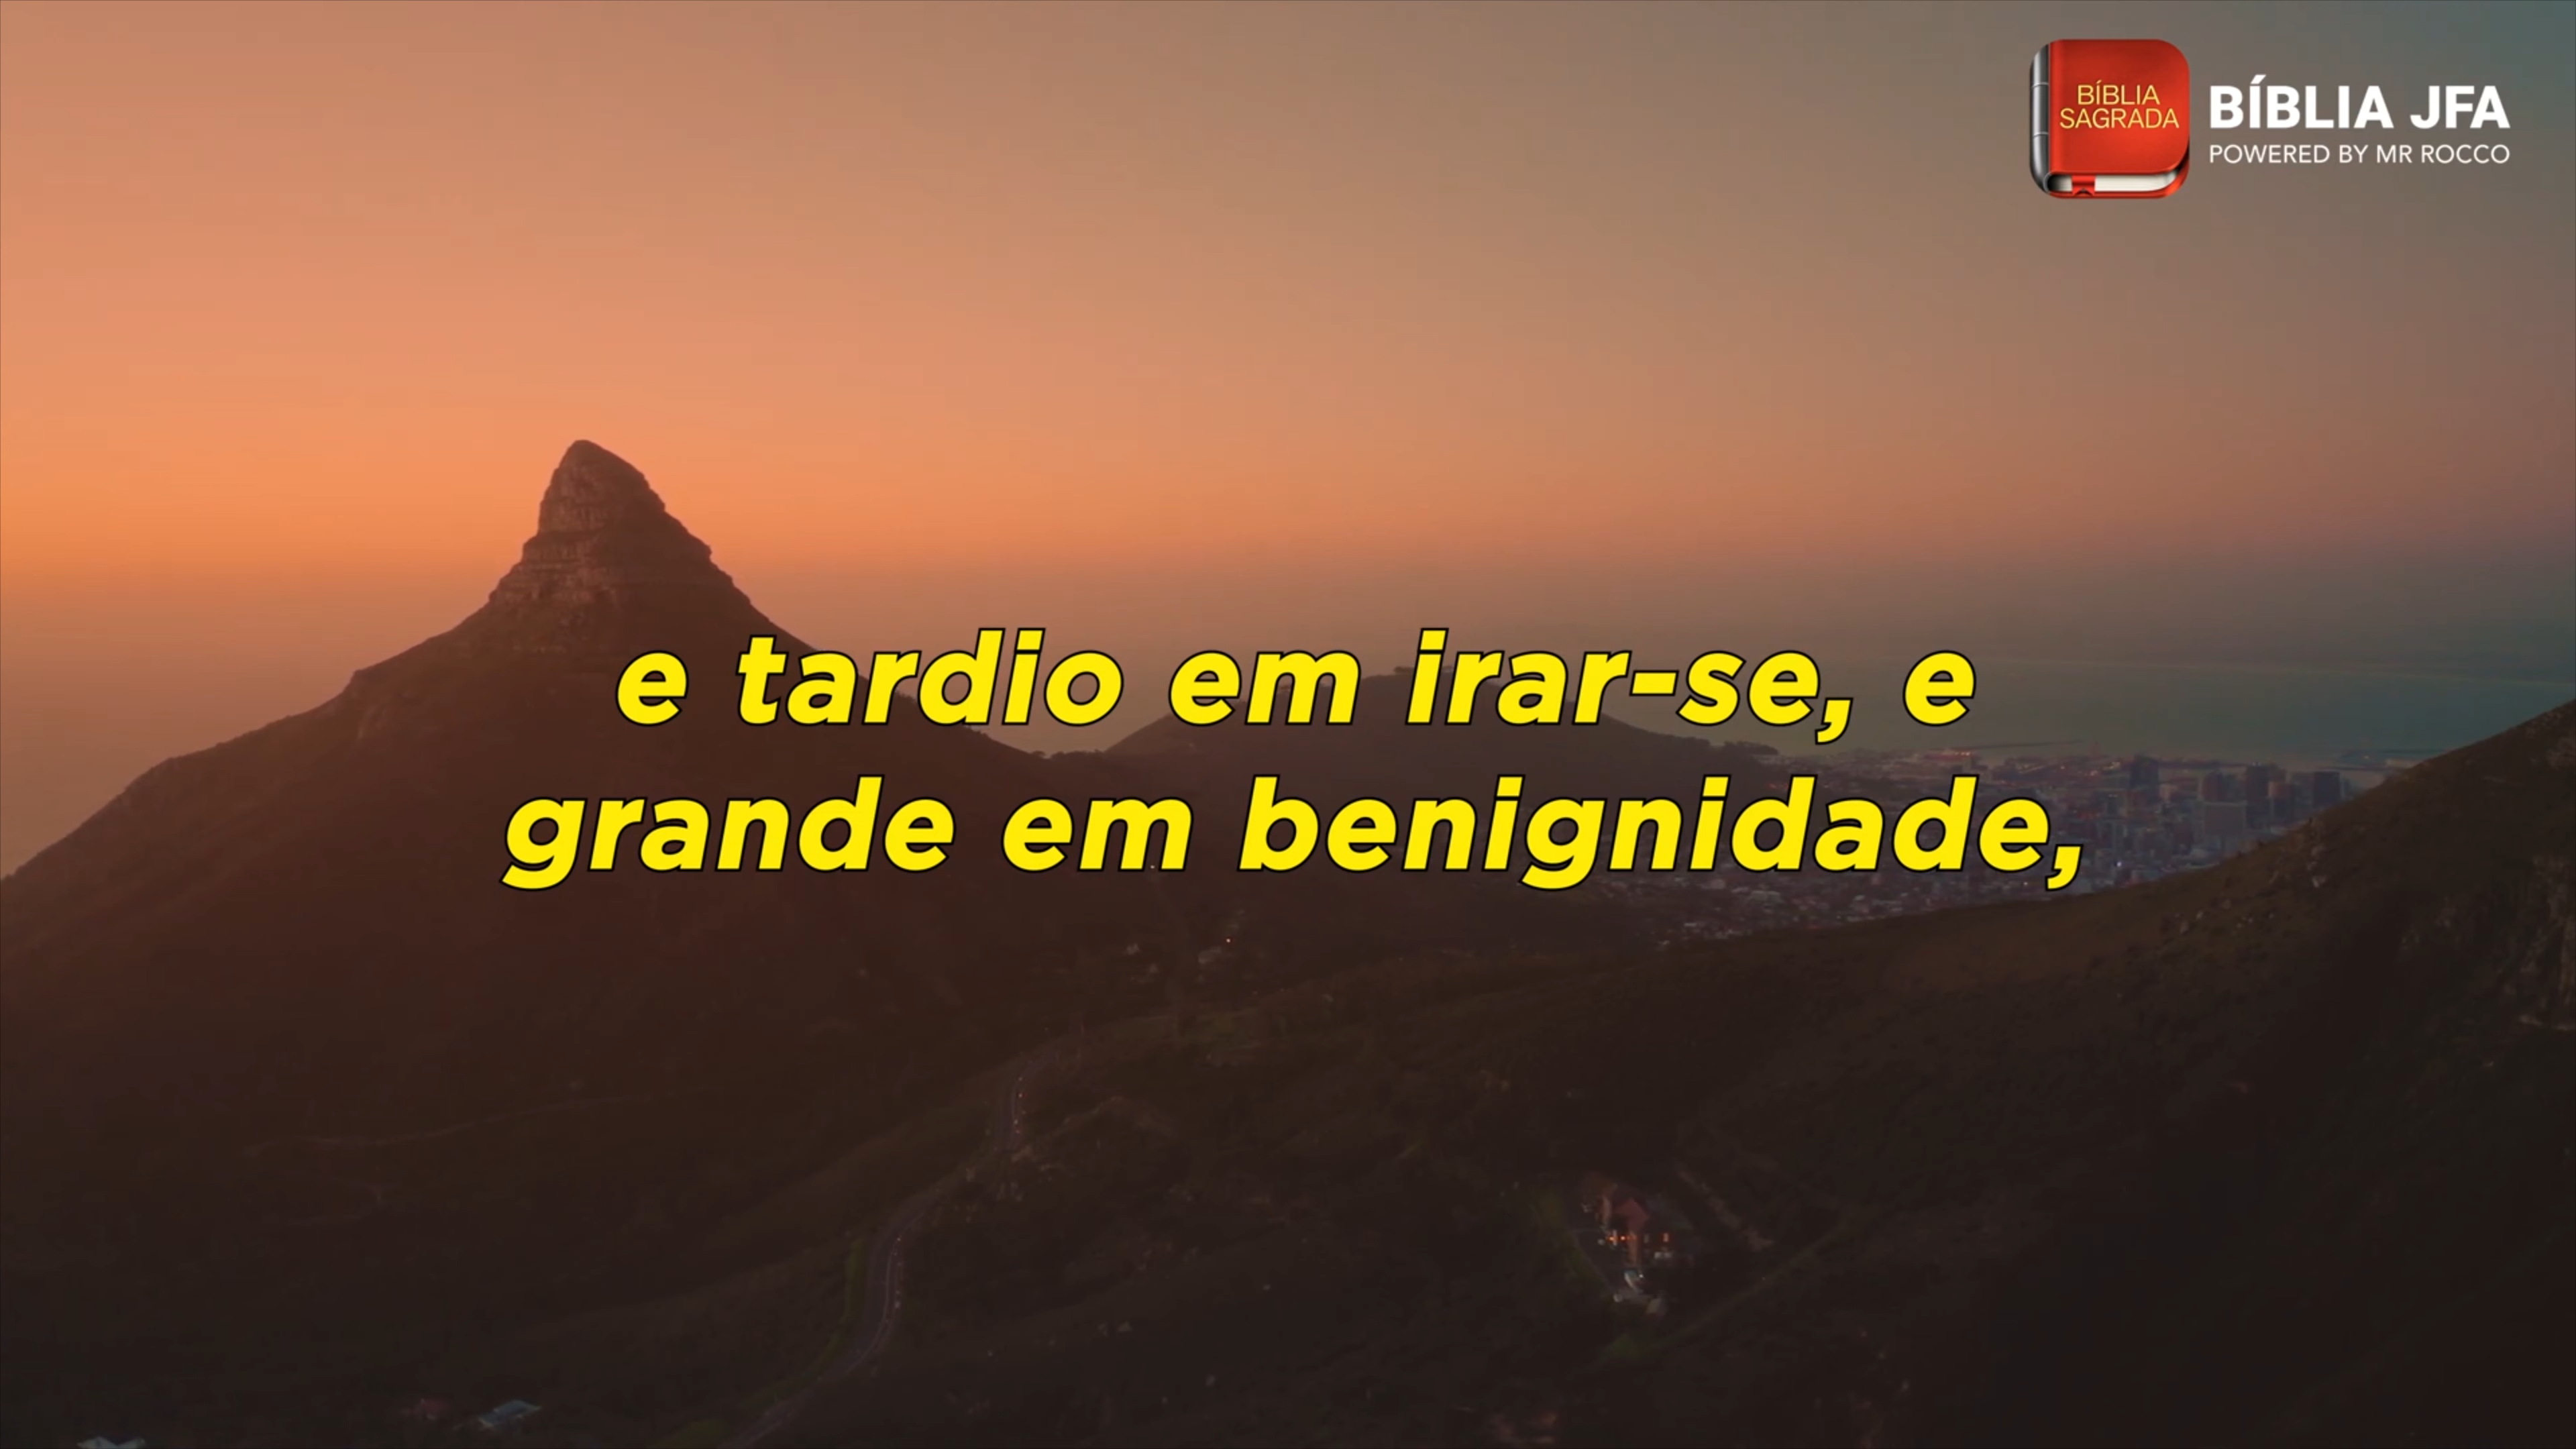 BÍBLIA
SAGRADA
BÍBLIA JFA
POWERED BY MR ROCCO
e tardio em irar-se, e
grande em benignidade,